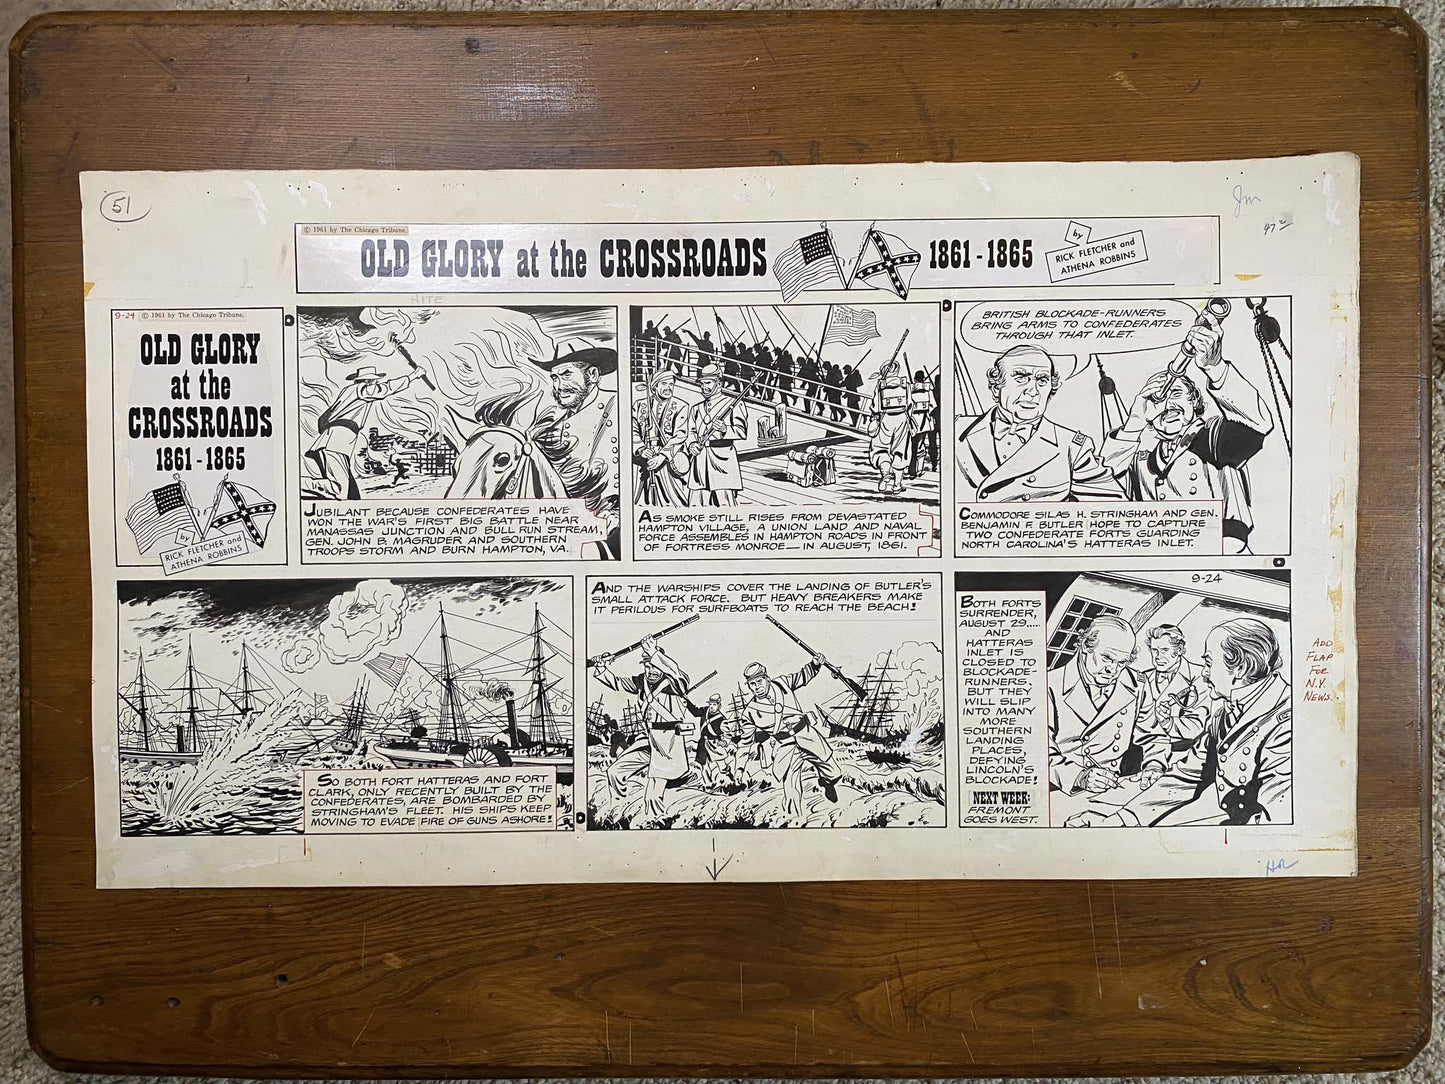 51
Jm
47 2
© 1961 by The Chicago Tribune.
OLD GLORY at the CROSSROADS
1861-1865
by
RICK FLETCHER and
ATHENA ROBBINS
HITE
9-24 © 1961 by The Chicago Tribune.
OLD GLORY
at the
CROSSROADS
1861-1865
by
RICK FLETCHER and
ATHENA ROBBINS
JUBILANT BECAUSE CONFEDERATES HAVE
WON THE WAR'S FIRST BIG BATTLE NEAR
MANASSAS JUNCTION AND BULL RUN STREAM,
GEN. JOHN B. MAGRUDER AND SOUTHERN
TROOPS STORM AND BURN HAMPTON, VA.
AS SMOKE STILL RISES FROM DEVASTATED
HAMPTON VILLAGE, A UNION LAND AND NAVAL
FORCE ASSEMBLES IN HAMPTON ROADS IN FRONT
OF FORTRESS MONROE — IN AUGUST, 1861.
BRITISH BLOCKADE-RUNNERS
BRING ARMS TO CONFEDERATES
THROUGH THAT INLET.
COMMODORE SILAS H. STRINGHAM AND GEN.
BENJAMIN F. BUTLER HOPE TO CAPTURE
TWO CONFEDERATE FORTS GUARDING
NORTH CAROLINA'S HATTERAS INLET.
SO BOTH FORT HATTERAS AND FORT
CLARK, ONLY RECENTLY BUILT BY THE
CONFEDERATES, ARE BOMBARDED BY
STRINGHAM'S FLEET. HIS SHIPS KEEP
MOVING TO EVADE FIRE OF GUNS ASHORE!
AND THE WARSHIPS COVER THE LANDING OF BUTLER'S
SMALL ATTACK FORCE. BUT HEAVY BREAKERS MAKE
IT PERILOUS FOR SURFBOATS TO REACH THE BEACH!
9-24
BOTH FORTS
SURRENDER,
AUGUST 29.....
AND
HATTERAS
INLET IS
CLOSED TO
BLOCKADE-
RUNNERS.
BUT THEY
WILL SLIP
INTO MANY
MORE
SOUTHERN
LANDING
PLACES,
DEFYING
LINCOLN'S
BLOCKADE!
NEXT WEEK:
FREMONT
GOES WEST.
ADD
FLAP
FOR
N.Y.
NEWS.
HR